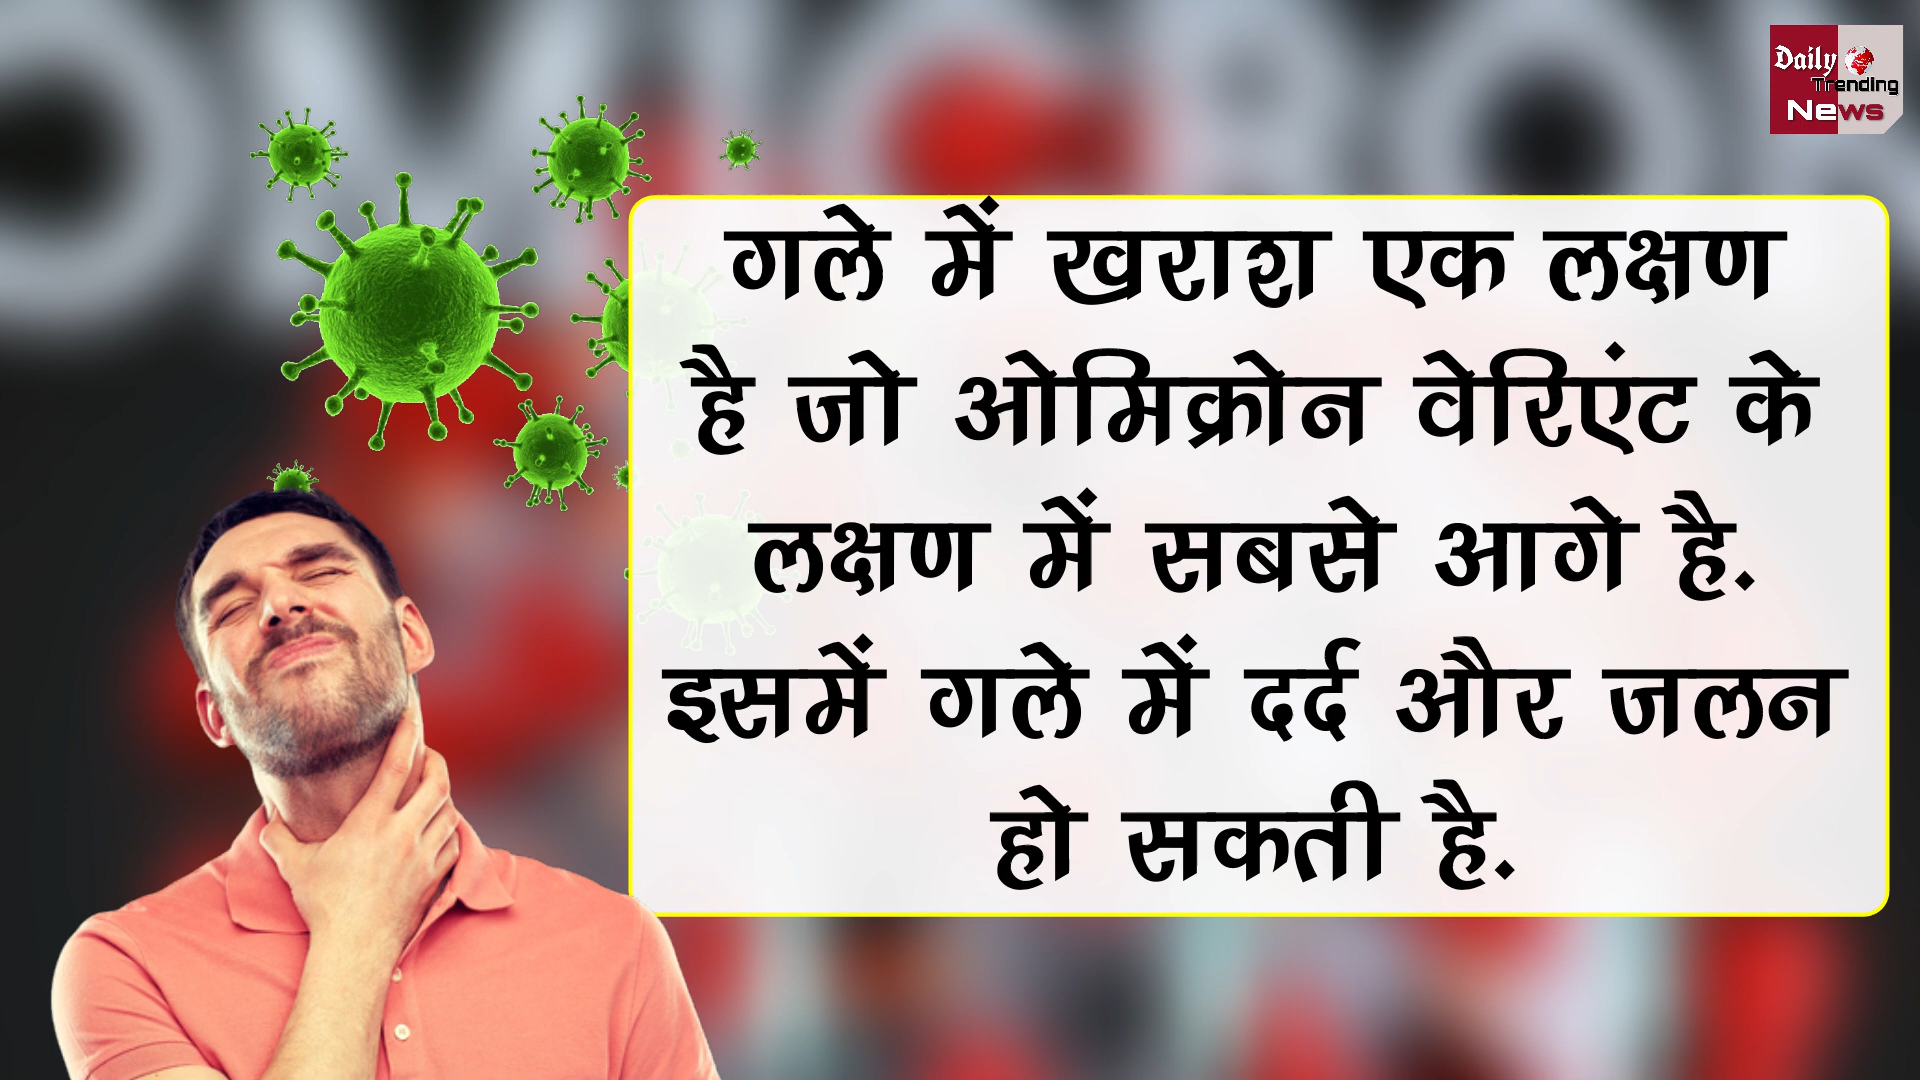 Daily
Trending
News
गले में खराश एक लक्षण
है जो ओमिक्रोन वेरिएंट के
लक्षण में सबसे आगे है.
इसमें गले में दर्द और जलन
हो सकती है.